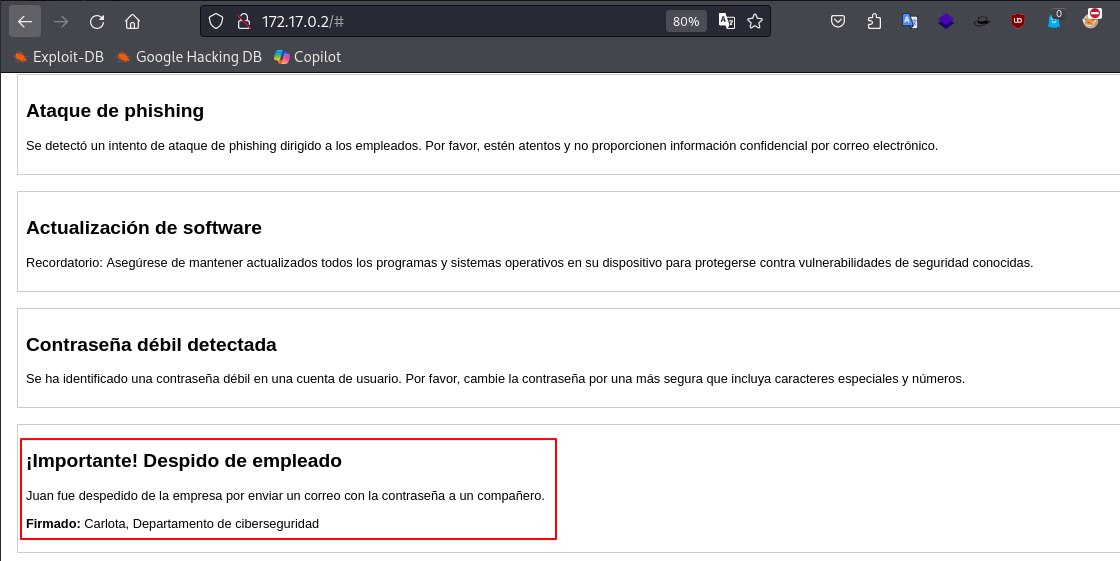 172.17.0.2/#
80%
0
Exploit-DB
Google Hacking DB
Copilot
Ataque de phishing
Se detectó un intento de ataque de phishing dirigido a los empleados. Por favor, estén atentos y no proporcionen información confidencial por correo electrónico.
Actualización de software
Recordatorio: Asegúrese de mantener actualizados todos los programas y sistemas operativos en su dispositivo para protegerse contra vulnerabilidades de seguridad conocidas.
Contraseña débil detectada
Se ha identificado una contraseña débil en una cuenta de usuario. Por favor, cambie la contraseña por una más segura que incluya caracteres especiales y números.
¡Importante! Despido de empleado
Juan fue despedido de la empresa por enviar un correo con la contraseña a un compañero.
Firmado: Carlota, Departamento de ciberseguridad